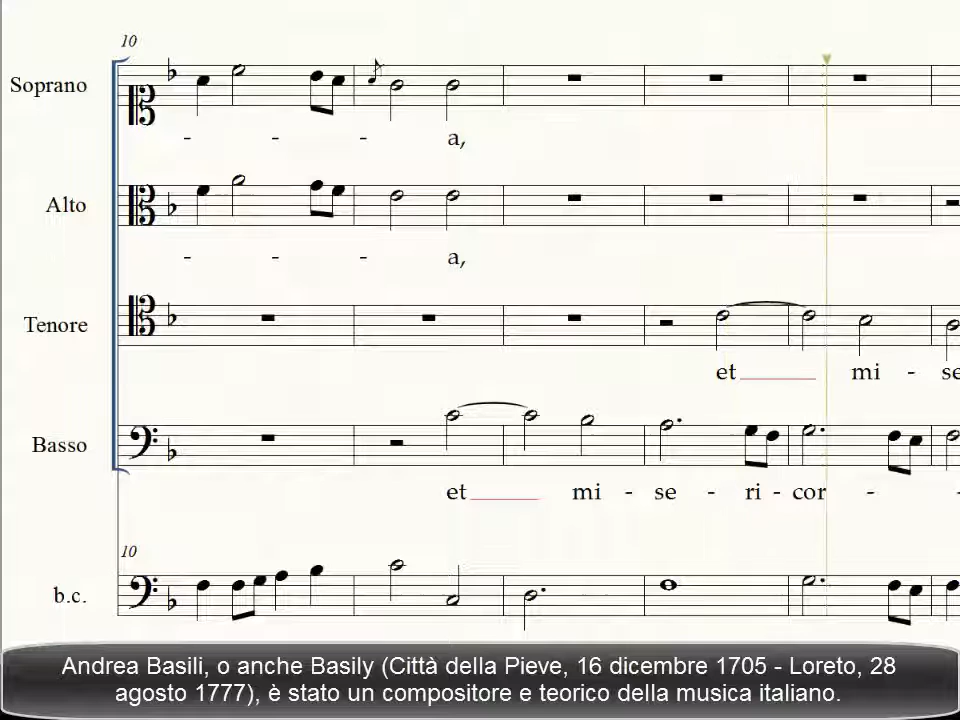 10
Soprano
- - - a,
Alto
- - - a,
Tenore
et mi - se
Basso
et mi - se - ri - cor - -
10
b.c.
Andrea Basili, o anche Basily (Città della Pieve, 16 dicembre 1705 - Loreto, 28
agosto 1777), è stato un compositore e teorico della musica italiano.